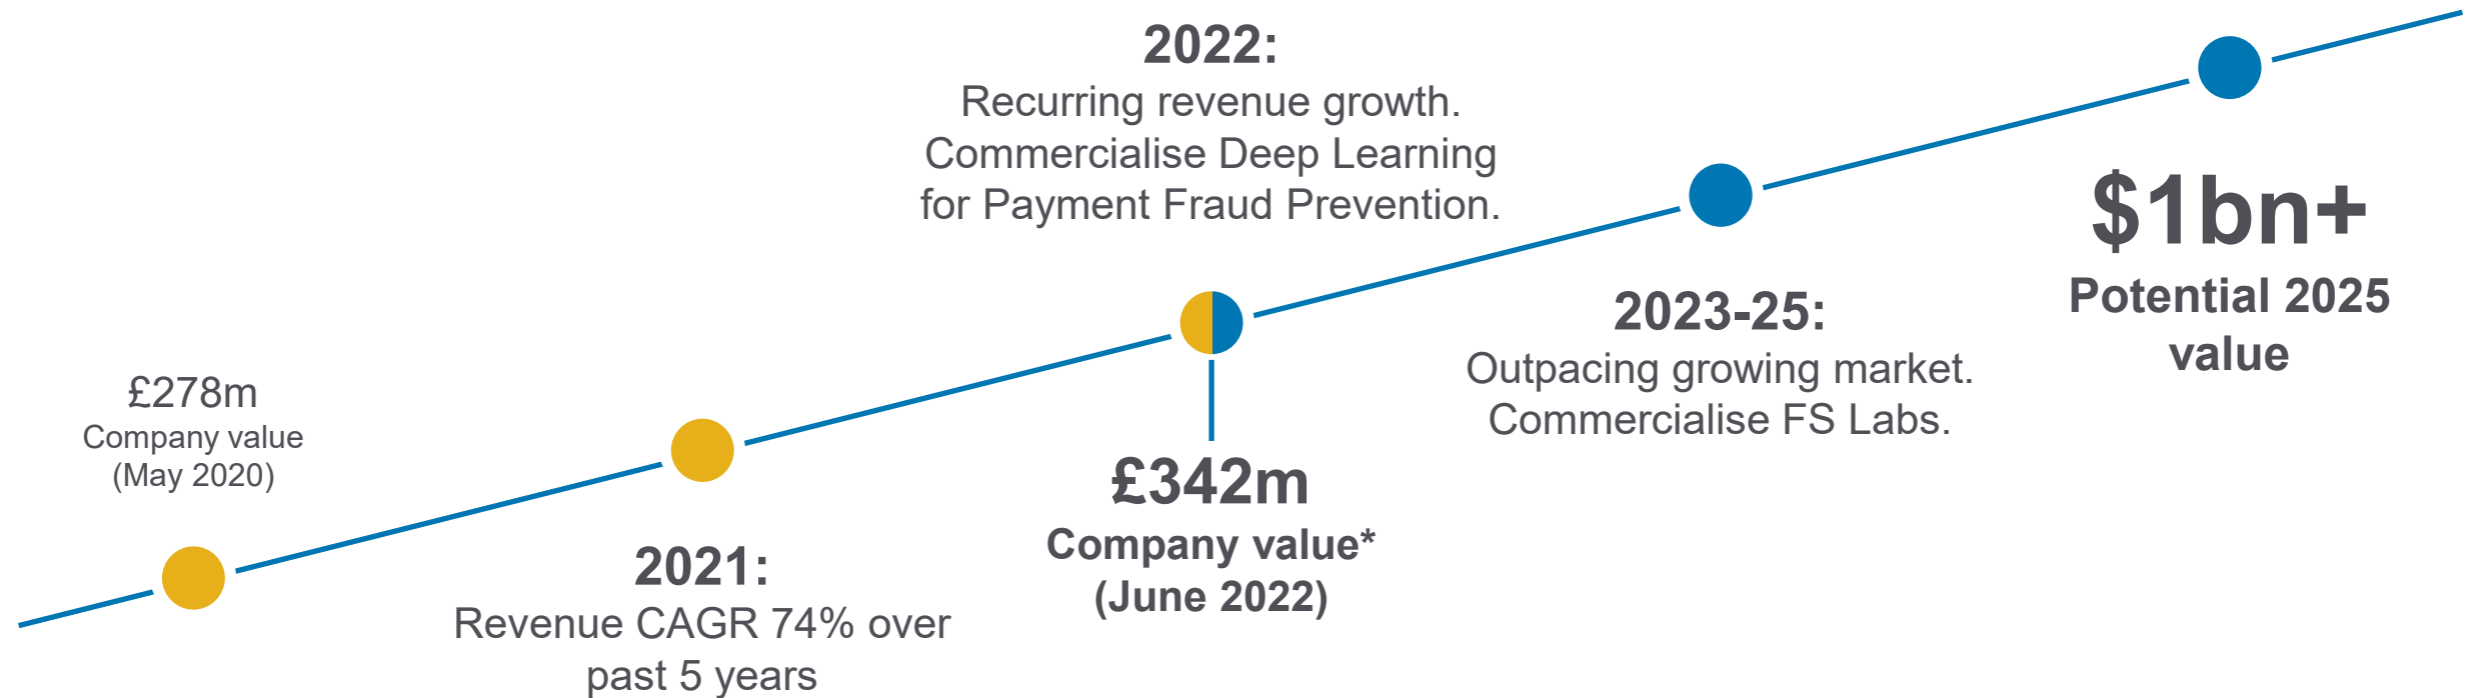 £278m
Company value
(May 2020)
2021:
Revenue CAGR 74% over
past 5 years
2022:
Recurring revenue growth.
Commercialise Deep Learning
for Payment Fraud Prevention.
£342m
Company value*
(June 2022)
2023-25:
Outpacing growing market.
Commercialise FS Labs.
$1bn+
Potential 2025
value